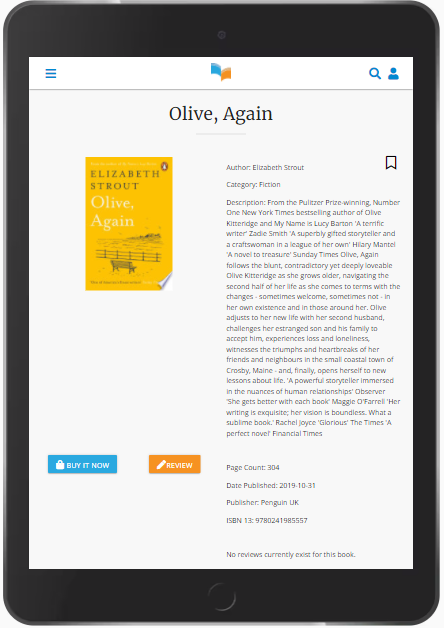 Olive, Again
ELIZABETH
STROUT
Olive,
Again
Author: Elizabeth Strout
Category: Fiction
Description: From the Pulitzer Prize-winning, Number
One New York Times bestselling author of Olive
Kitteridge and My Name is Lucy Barton 'A terrific
writer' Zadie Smith 'A superbly gifted storyteller and
a craftswoman in a league of her own' Hilary Mantel
'A novel to treasure' Sunday Times Olive, Again
follows the blunt, contradictory yet deeply loveable
Olive Kitteridge as she grows older, navigating the
second half of her life as she comes to terms with the
changes - sometimes welcome, sometimes not - in
her own existence and in those around her. Olive
adjusts to her new life with her second husband,
challenges her estranged son and his family to
accept him, experiences loss and loneliness,
witnesses the triumphs and heartbreaks of her
friends and neighbours in the small coastal town of
Crosby, Maine - and, finally, opens herself to new
lessons about life. 'A powerful storyteller immersed
in the nuances of human relationships' Observer
'She gets better with each book' Maggie O'Farrell 'Her
writing is exquisite; her vision is boundless. What a
sublime book.' Rachel Joyce 'Glorious' The Times 'A
perfect novel' Financial Times
BUY IT NOW
REVIEW
Page Count: 304
Date Published: 2019-10-31
Publisher: Penguin UK
ISBN 13: 9780241985557
No reviews currently exist for this book.